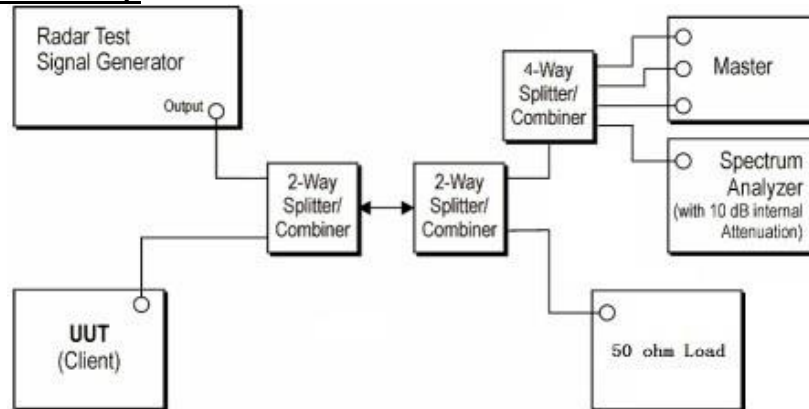 Radar Test
Signal Generator
Output
4-Way
Splitter/
Combiner
Master
Spectrum
Analyzer
(with 10 dB internal
Attenuation)
2-Way
Splitter/
Combiner
2-Way
Splitter/
Combiner
UUT
(Client)
50 ohm Load